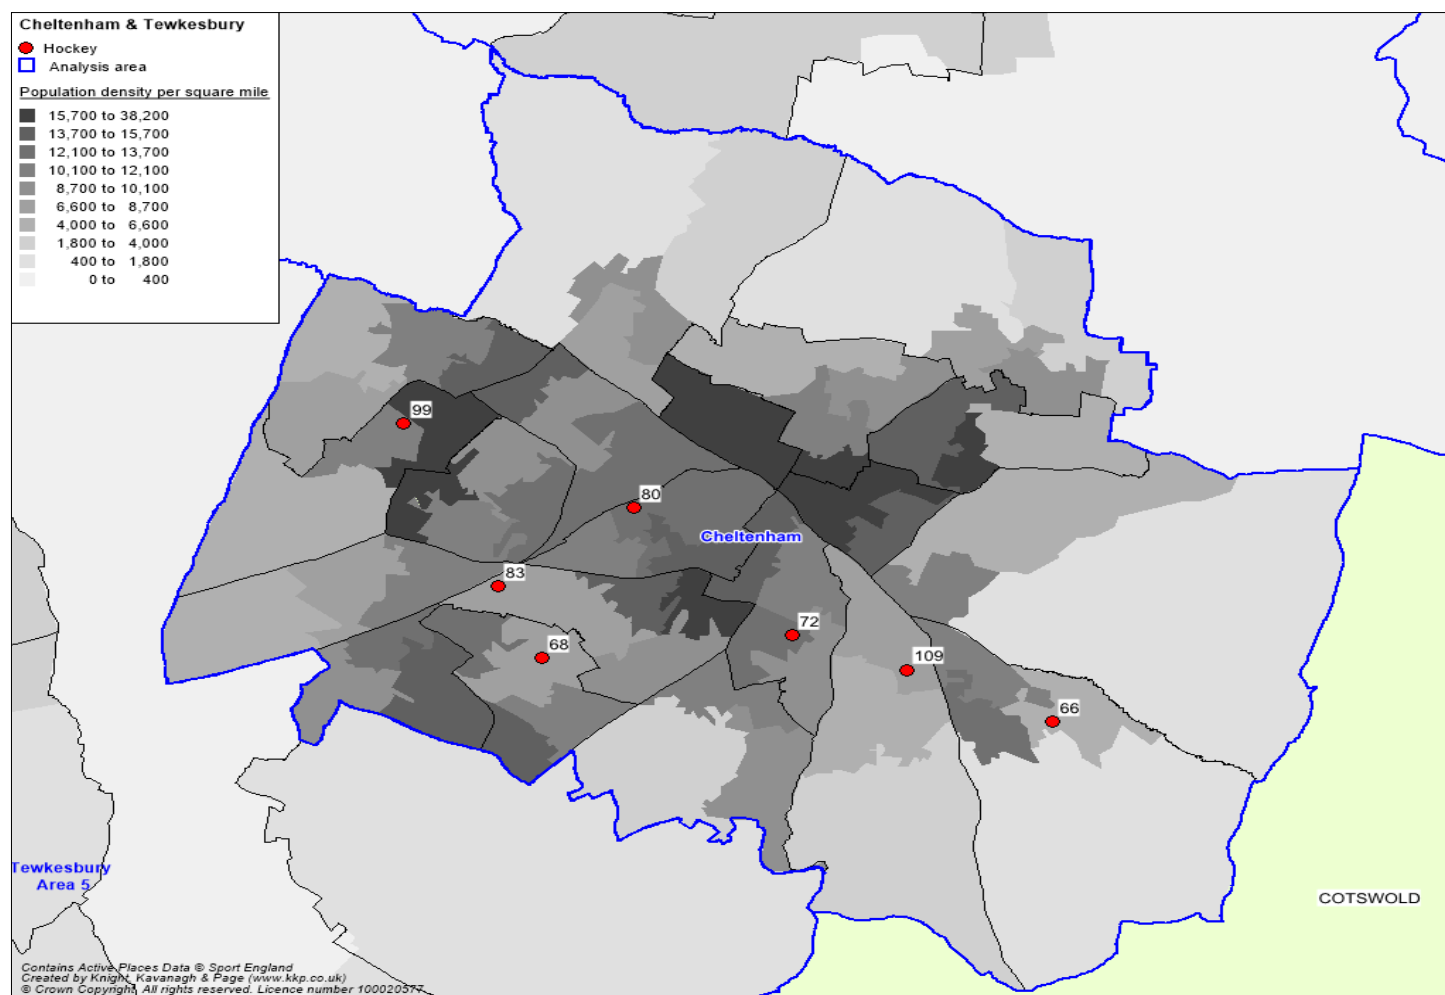 Cheltenham & Tewkesbury
Hockey
Analysis area
Population density per square mile
15,700 to 38,200
13,700 to 15,700
12,100 to 13,700
10,100 to 12,100
8,700 to 10,100
6,600 to 8,700
4,000 to 6,600
1,800 to 4,000
400 to 1,800
0 to 400
99
80
Cheltenham
83
72
68
109
66
Tewkesbury
Area 5
COTSWOLD
Contains Active Places Data © Sport England
Created by Knight, Kavanagh & Page (www.kkp.co.uk)
© Crown Copyright. All rights reserved. Licence number 100020577.